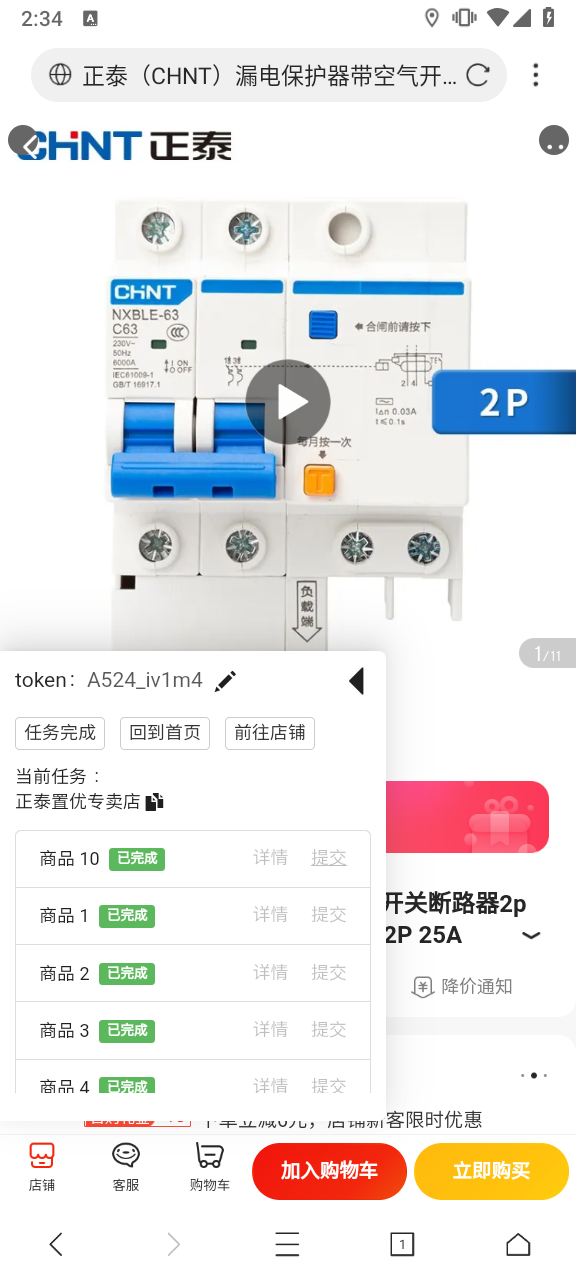 2:34
A
正泰（CHNT）漏电保护器带空气开...
CHNT 正泰
CHNT
NXBLE-63
C63
230V~
50Hz
6000A
IEC61009-1
GB/T 16917.1
I ON
O OFF
合闸前请按下
I△n 0.03A
t≤0.1s
每月按一次
T
2P
负载端
1/11
token： A524_iv1m4
任务完成 回到首页 前往店铺
当前任务：
正泰置优专卖店
商品 10 已完成 详情 提交
商品 1 已完成 详情 提交
商品 2 已完成 详情 提交
商品 3 已完成 详情 提交
商品 4 已完成 详情 提交
开关断路器2p
2P 25A
降价通知
下单立减6元，店铺新客限时优惠
店铺 客服 购物车 加入购物车 立即购买
1